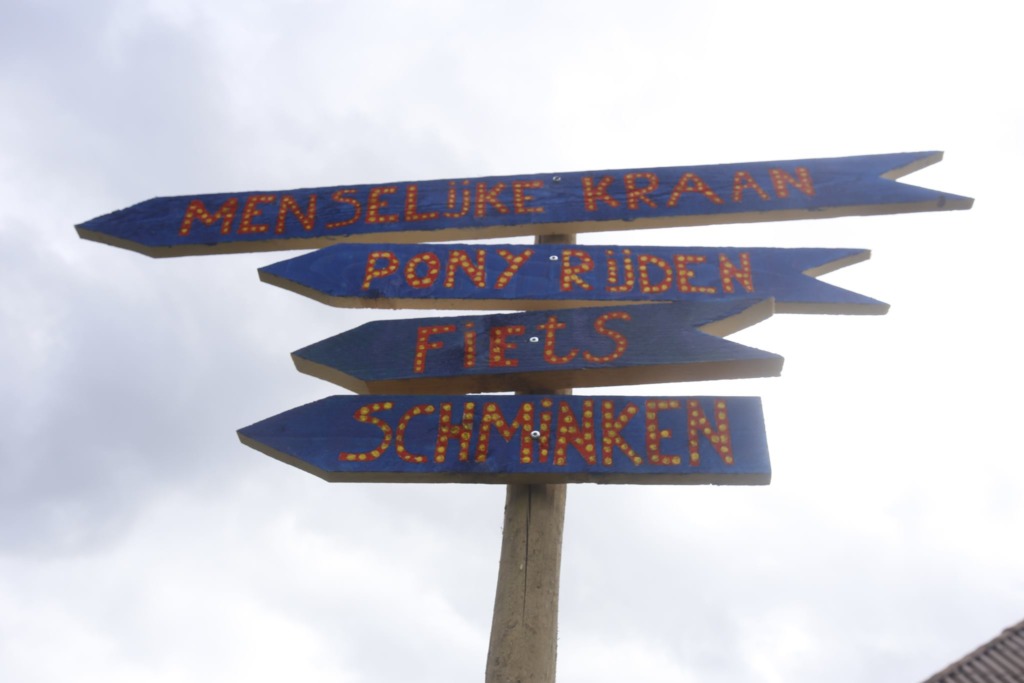 MENSELIJKE KRAAN
PONY RIJDEN
FIEtS
SCHMINKEN